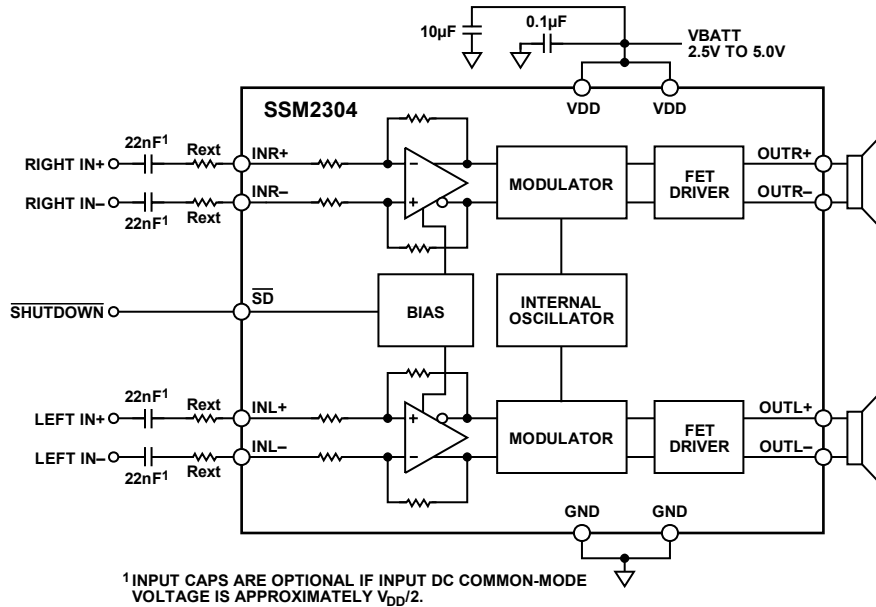 10µF
0.1µF
VBATT
2.5V TO 5.0V
VDD
VDD
SSM2304
22nF1
Rext
INR+
RIGHT IN+
RIGHT IN–
22nF1
Rext
INR–
–
+
MODULATOR
FET
DRIVER
OUTR+
OUTR–
SHUTDOWN
SD
BIAS
INTERNAL
OSCILLATOR
22nF1
Rext
INL+
LEFT IN+
LEFT IN–
22nF1
Rext
INL–
+
–
MODULATOR
FET
DRIVER
OUTL+
OUTL–
GND
GND
1 INPUT CAPS ARE OPTIONAL IF INPUT DC COMMON-MODE
VOLTAGE IS APPROXIMATELY VDD/2.